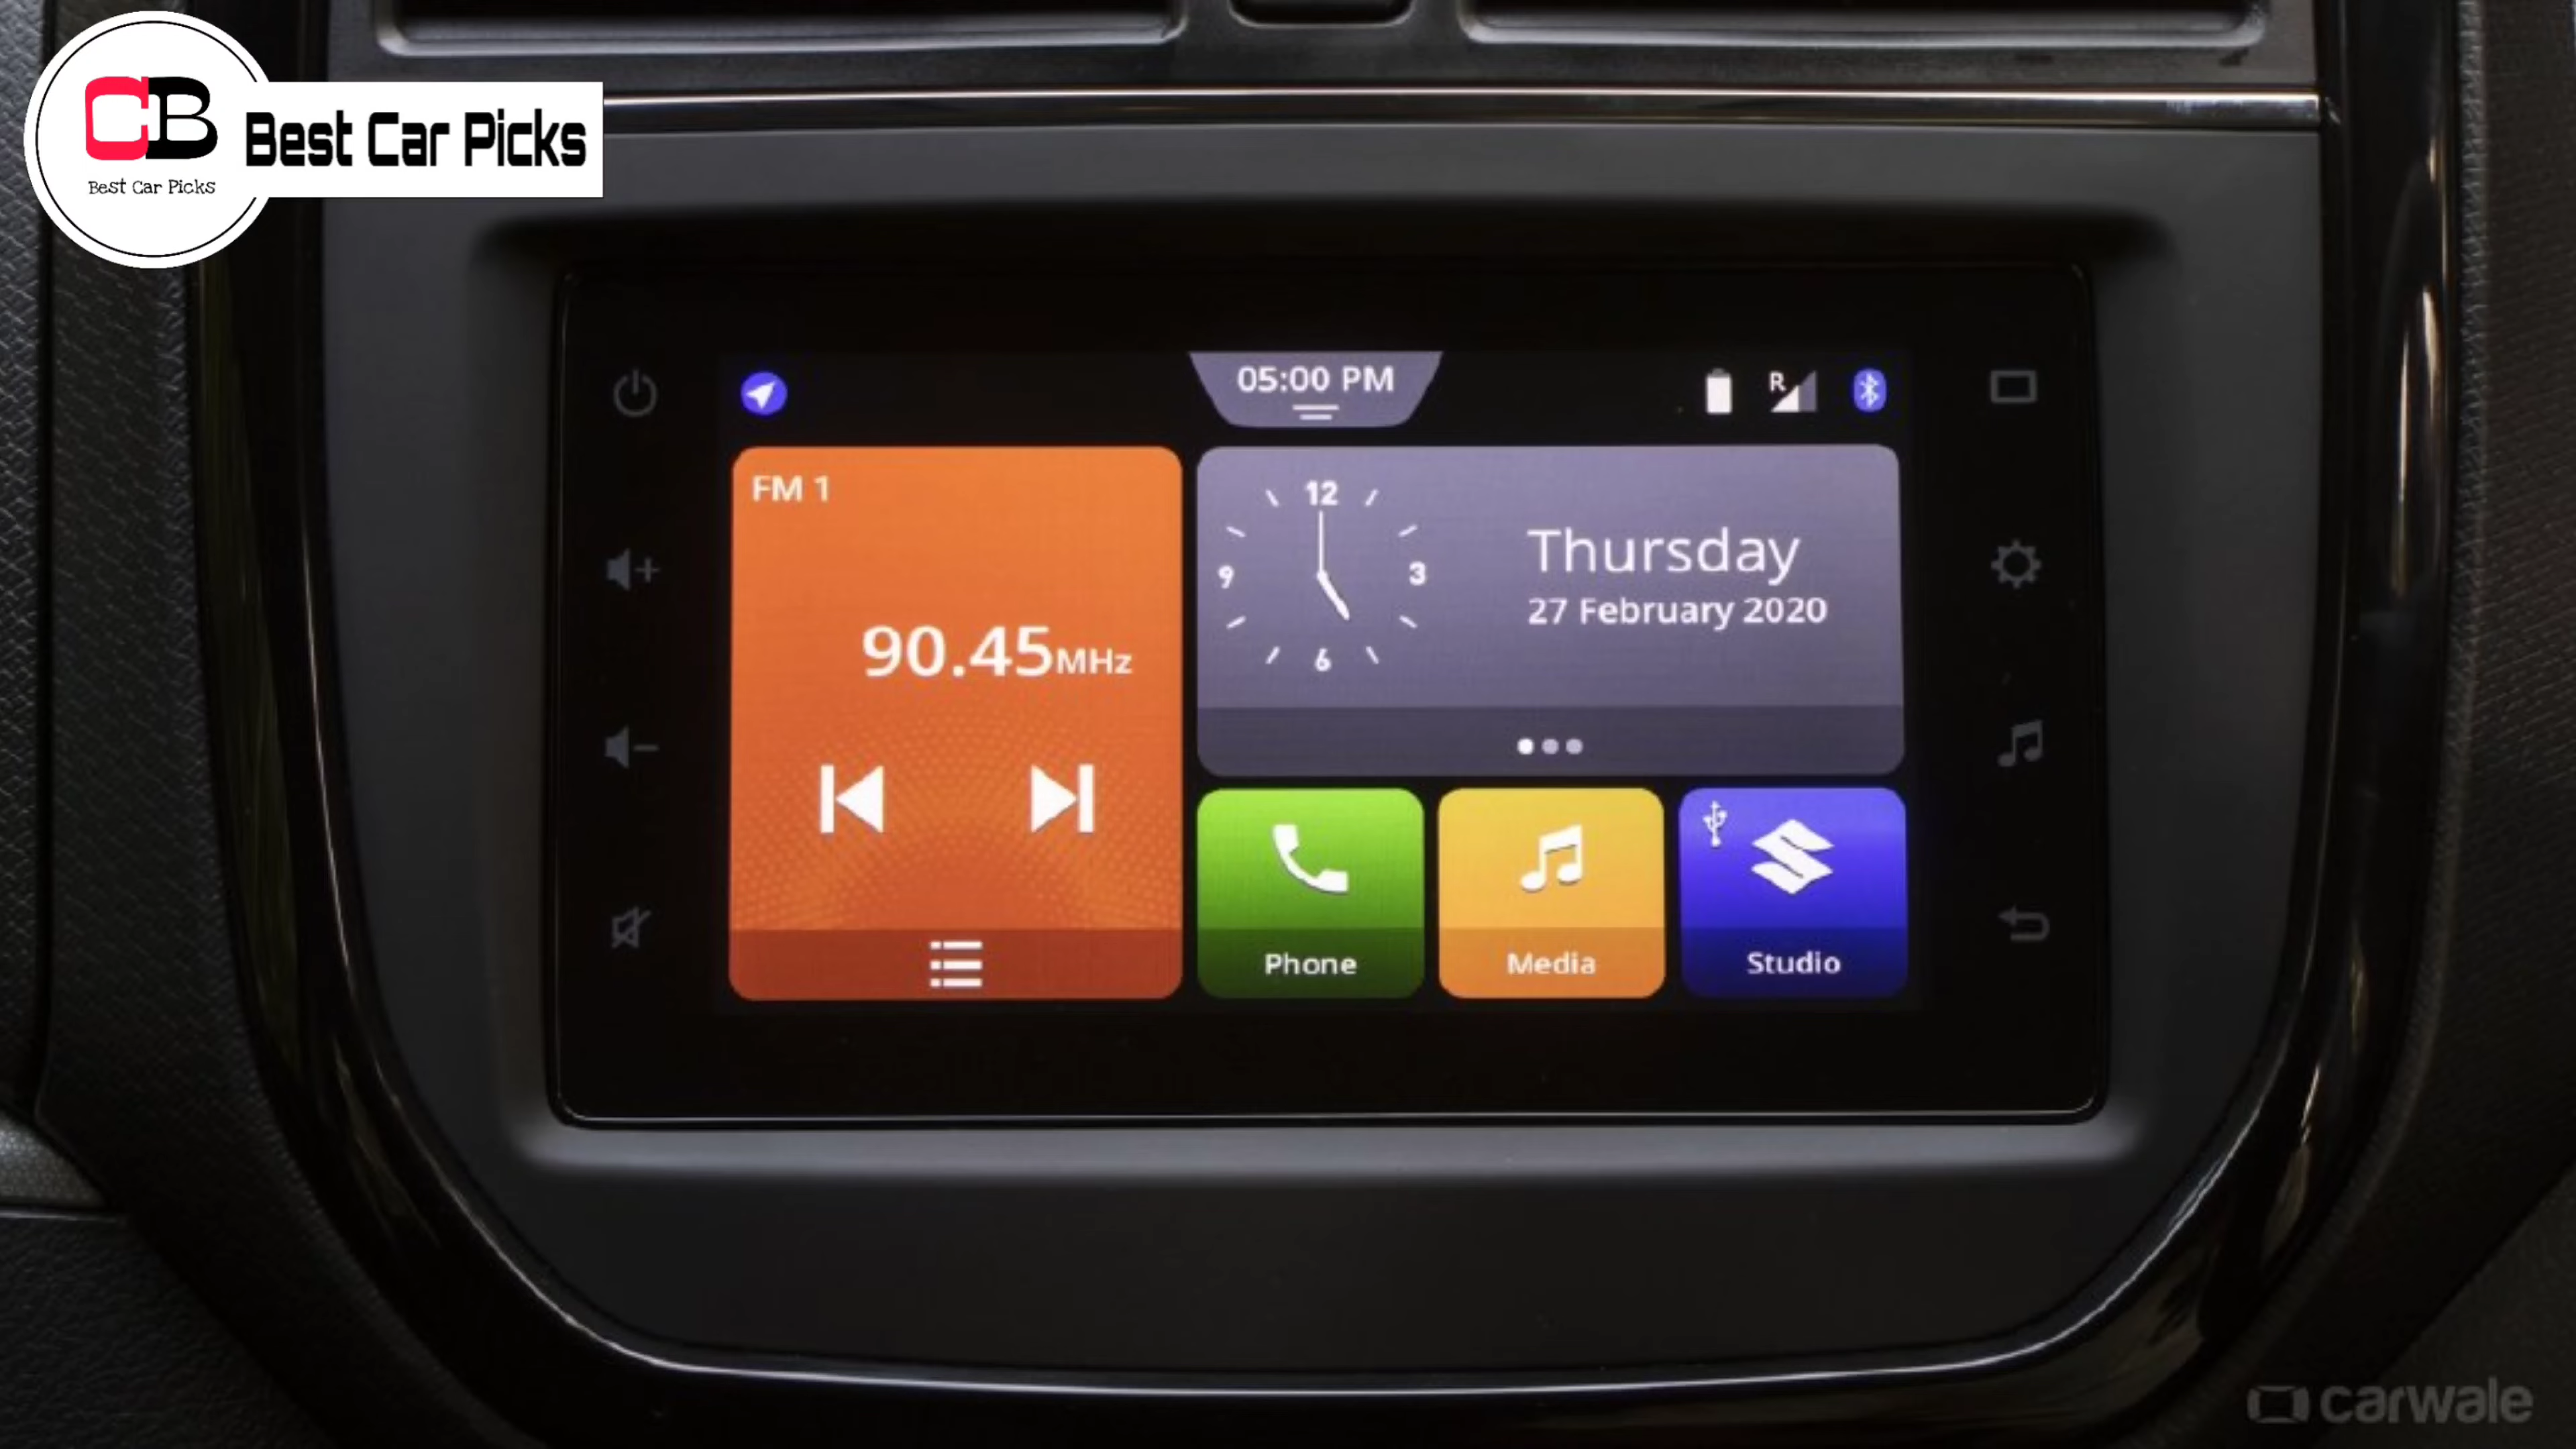 CB
Best Car Picks
Best Car Picks
05:00 PM
R
FM 1
90.45MHz
12
3
6
9
Thursday
27 February 2020
Phone
Media
Studio
carwale